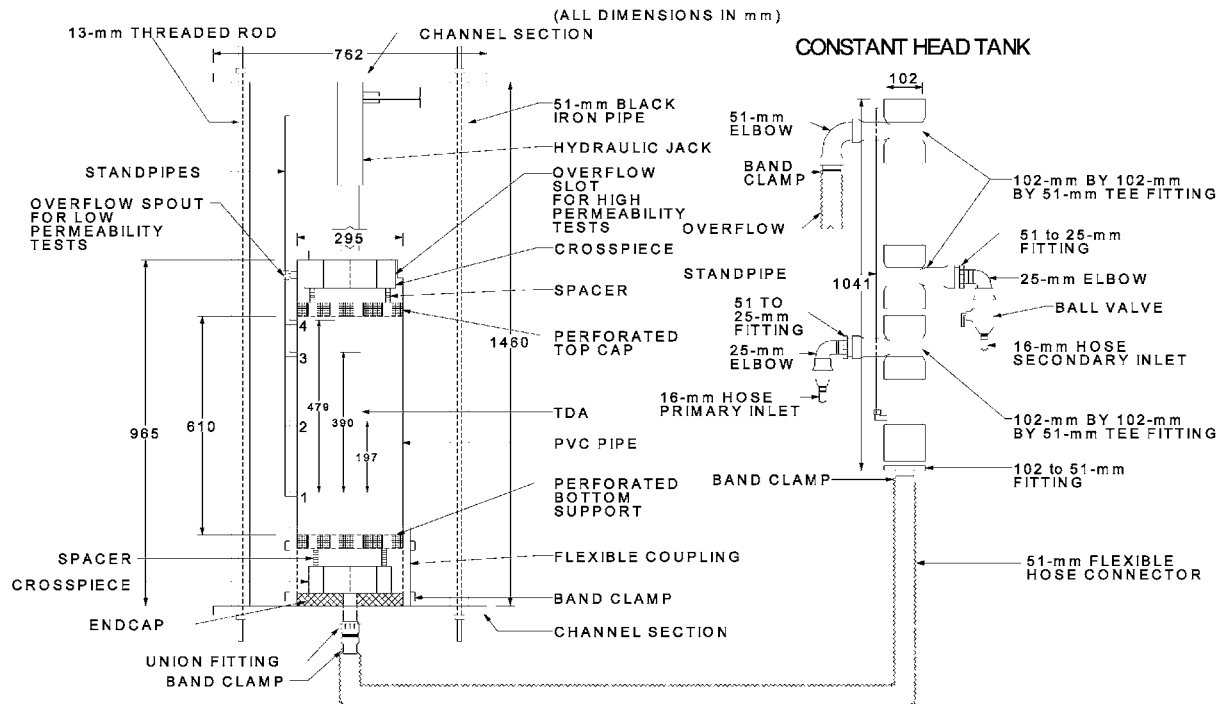 (ALL DIMENSIONS IN mm)
13-mm THREADED ROD
CHANNEL SECTION
762
51-mm BLACK
IRON PIPE
HYDRAULIC JACK
STANDPIPES
OVERFLOW
SLOT
FOR HIGH
PERMEABILITY
TESTS
OVERFLOW SPOUT
FOR LOW
PERMEABILITY
TESTS
295
CROSSPIECE
SPACER
4
3
2
1
PERFORATED
TOP CAP
1460
479
390
197
TDA
965
610
PVC PIPE
PERFORATED
BOTTOM
SUPPORT
SPACER
FLEXIBLE COUPLING
CROSSPIECE
BAND CLAMP
ENDCAP
CHANNEL SECTION
UNION FITTING
BAND CLAMP
CONSTANT HEAD TANK
102
51-mm
ELBOW
BAND
CLAMP
OVERFLOW
102-mm BY 102-mm
BY 51-mm TEE FITTING
51 to 25-mm
FITTING
STANDPIPE
1041
25-mm ELBOW
51 TO
25-mm
FITTING
BALL VALVE
25-mm
ELBOW
16-mm HOSE
SECONDARY INLET
16-mm HOSE
PRIMARY INLET
102-mm BY 102-mm
BY 51-mm TEE FITTING
BAND CLAMP
102 to 51-mm
FITTING
51-mm FLEXIBLE
HOSE CONNECTOR